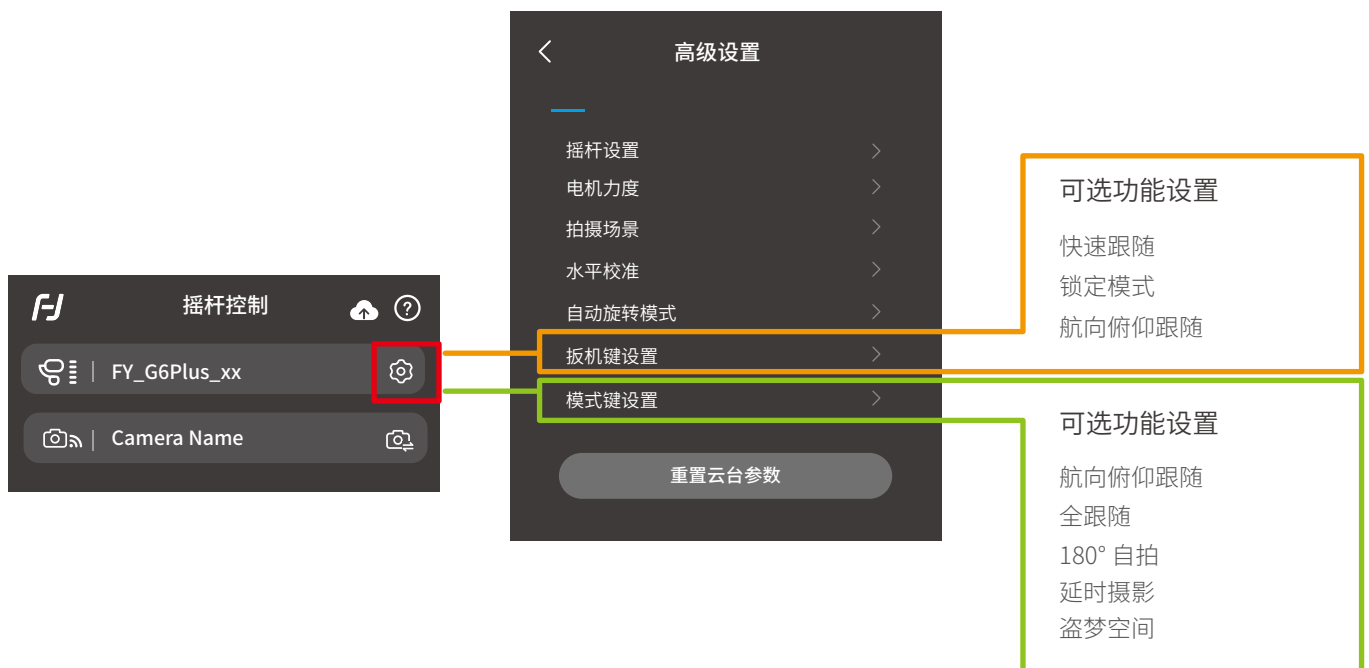 摇杆控制
FY_G6Plus_xx
Camera Name
高级设置
摇杆设置
电机力度
拍摄场景
水平校准
自动旋转模式
扳机键设置
模式键设置
重置云台参数
可选功能设置
快速跟随
锁定模式
航向俯仰跟随
可选功能设置
航向俯仰跟随
全跟随
180° 自拍
延时摄影
盗梦空间